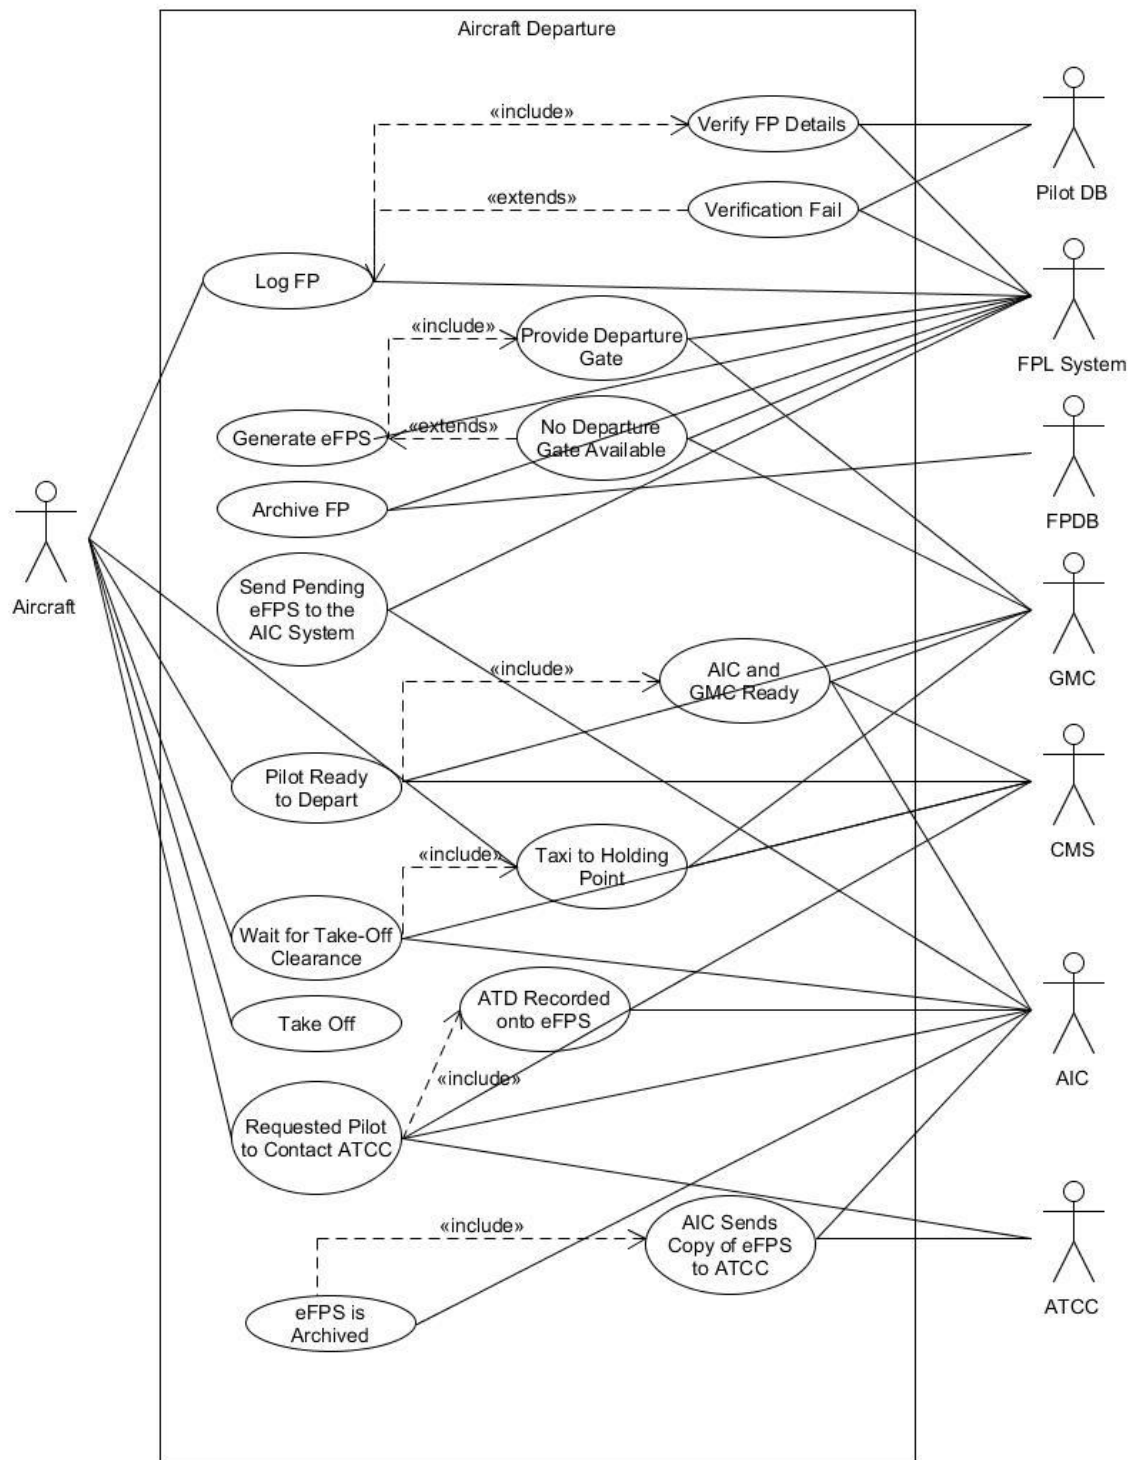 Aircraft Departure
«include»
Verify FP Details
Pilot DB
«extends»
Verification Fail
Log FP
FPL System
«include»
Provide Departure
Gate
Generate eFPS
«extends»
No Departure
Gate Available
Archive FP
FPDB
Aircraft
Send Pending
eFPS to the
AIC System
«include»
AIC and
GMC Ready
GMC
Pilot Ready
to Depart
CMS
«include»
Taxi to Holding
Point
Wait for Take-Off
Clearance
ATD Recorded
onto eFPS
Take Off
AIC
«include»
Requested Pilot
to Contact ATCC
«include»
AIC Sends
Copy of eFPS
to ATCC
ATCC
eFPS is
Archived